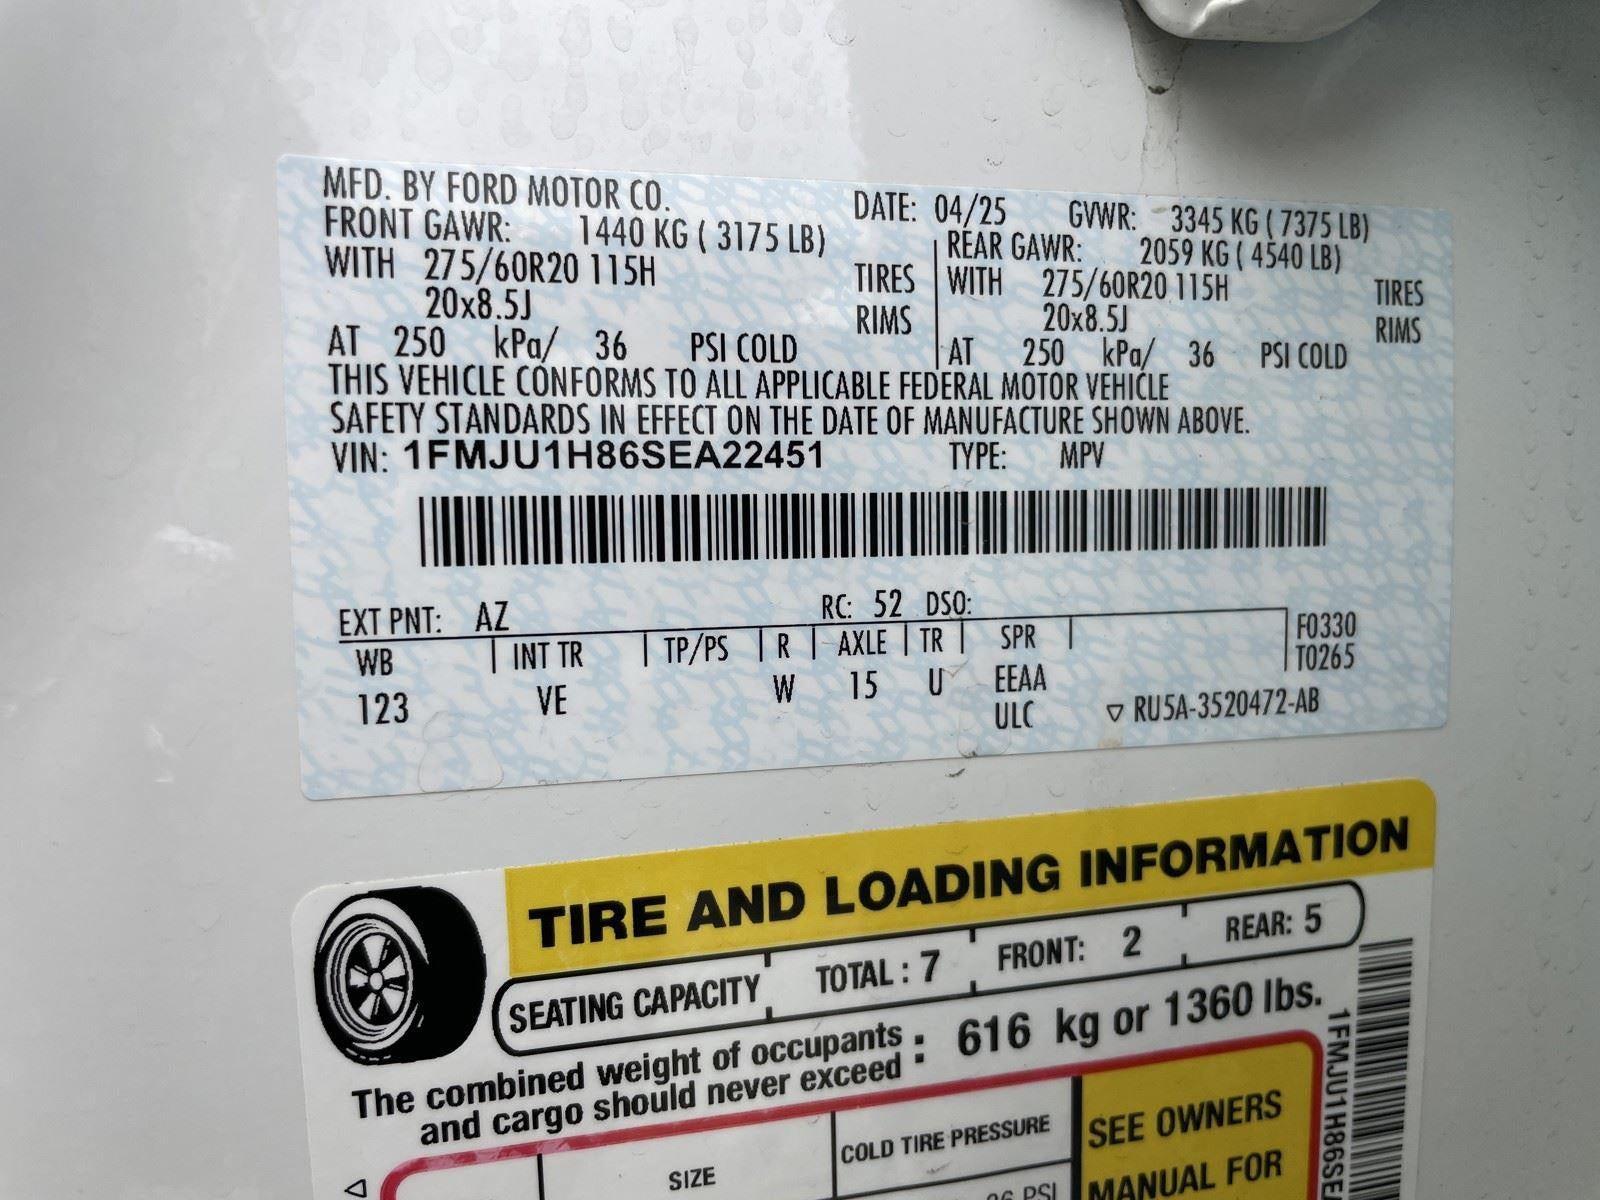 MFD. BY FORD MOTOR CO. DATE: 04/25 GVWR: 3345 KG ( 7375 LB)
FRONT GAWR: 1440 KG ( 3175 LB) REAR GAWR: 2059 KG ( 4540 LB)
WITH 275/60R20 115H TIRES WITH 275/60R20 115H TIRES
20x8.5J RIMS 20x8.5J RIMS
AT 250 kPa/ 36 PSI COLD AT 250 kPa/ 36 PSI COLD
THIS VEHICLE CONFORMS TO ALL APPLICABLE FEDERAL MOTOR VEHICLE
SAFETY STANDARDS IN EFFECT ON THE DATE OF MANUFACTURE SHOWN ABOVE.
VIN: 1FMJU1H86SEA22451 TYPE: MPV
EXT PNT: AZ RC: 52 DSO:
WB INT TR TP/PS R AXLE TR SPR F0330
T0265
123 VE W 15 U EEAA
ULC ▽ RU5A-3520472-AB
TIRE AND LOADING INFORMATION
SEATING CAPACITY TOTAL : 7 FRONT: 2 REAR: 5
The combined weight of occupants
and cargo should never exceed : 616 kg or 1360 lbs.
SIZE COLD TIRE PRESSURE SEE OWNERS
PSI MANUAL FOR
1FMJU1H86SE